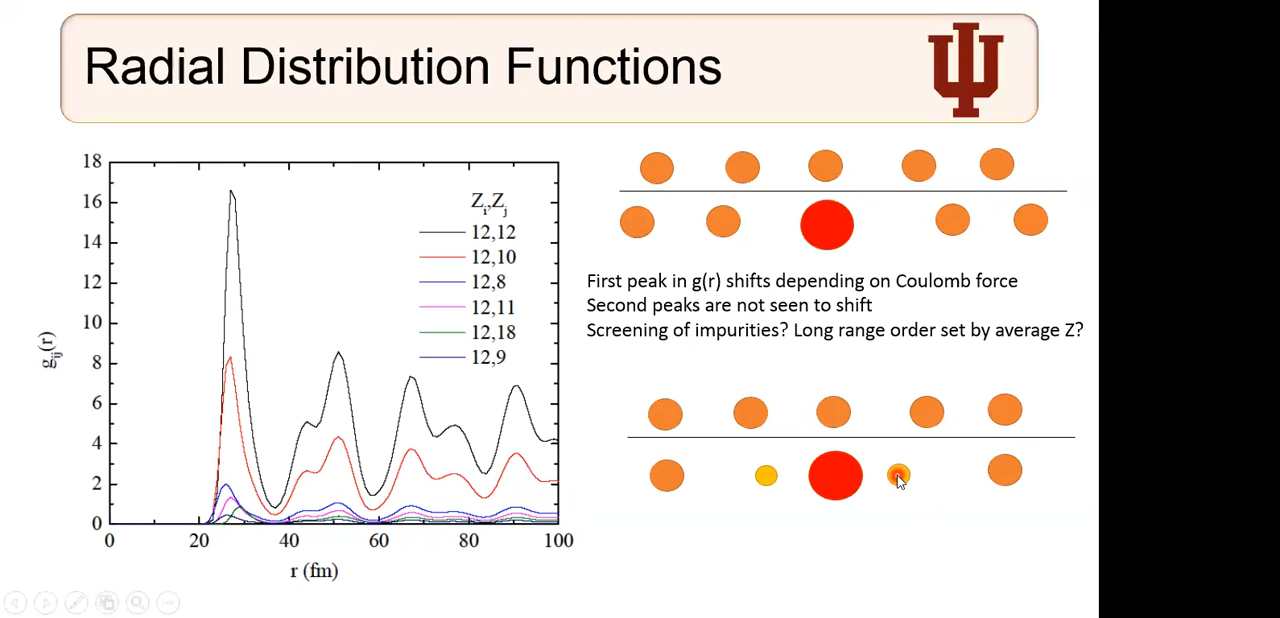 Radial Distribution Functions
18
16
14
12
10
8
6
4
2
0
g_ij(r)
Z_i,Z_j
12,12
12,10
12,8
12,11
12,18
12,9
0 20 40 60 80 100
r (fm)
First peak in g(r) shifts depending on Coulomb force
Second peaks are not seen to shift
Screening of impurities? Long range order set by average Z?